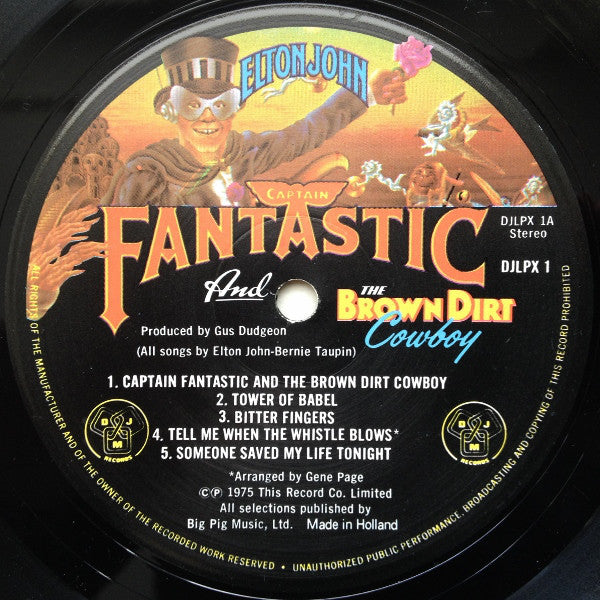 ELTON JOHN
CAPTAIN
FANTASTIC
And
THE
BROWN DIRT
Cowboy
DJLPX 1A
Stereo
DJLPX 1
Produced by Gus Dudgeon
(All songs by Elton John-Bernie Taupin)
1. CAPTAIN FANTASTIC AND THE BROWN DIRT COWBOY
2. TOWER OF BABEL
3. BITTER FINGERS
4. TELL ME WHEN THE WHISTLE BLOWS*
5. SOMEONE SAVED MY LIFE TONIGHT
*Arranged by Gene Page
©℗ 1975 This Record Co. Limited
All selections published by
Big Pig Music, Ltd. Made in Holland
DJM
RECORDS
DJM
RECORDS
ALL RIGHTS OF THE MANUFACTURER AND OF THE OWNER OF THE RECORDED WORK RESERVED • UNAUTHORIZED PUBLIC PERFORMANCE, BROADCASTING AND COPYING OF THIS RECORD PROHIBITED